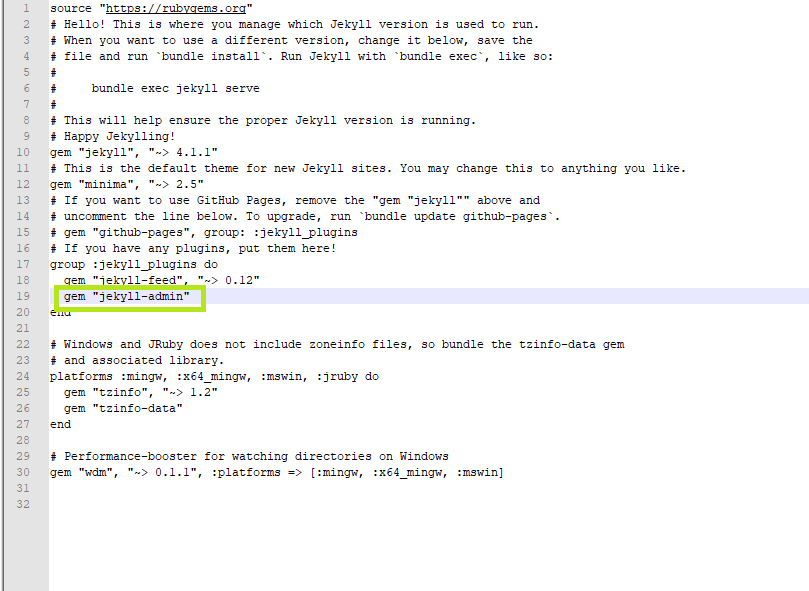 1 source "https://rubygems.org"
2 # Hello! This is where you manage which Jekyll version is used to run.
3 # When you want to use a different version, change it below, save the
4 # file and run `bundle install`. Run Jekyll with `bundle exec`, like so:
5 #
6 #     bundle exec jekyll serve
7 #
8 # This will help ensure the proper Jekyll version is running.
9 # Happy Jekylling!
10 gem "jekyll", "~> 4.1.1"
11 # This is the default theme for new Jekyll sites. You may change this to anything you like.
12 gem "minima", "~> 2.5"
13 # If you want to use GitHub Pages, remove the "gem "jekyll"" above and
14 # uncomment the line below. To upgrade, run `bundle update github-pages`.
15 # gem "github-pages", group: :jekyll_plugins
16 # If you have any plugins, put them here!
17 group :jekyll_plugins do
18   gem "jekyll-feed", "~> 0.12"
19   gem "jekyll-admin"
20 end
21
22 # Windows and JRuby does not include zoneinfo files, so bundle the tzinfo-data gem
23 # and associated library.
24 platforms :mingw, :x64_mingw, :mswin, :jruby do
25   gem "tzinfo", "~> 1.2"
26   gem "tzinfo-data"
27 end
28
29 # Performance-booster for watching directories on Windows
30 gem "wdm", "~> 0.1.1", :platforms => [:mingw, :x64_mingw, :mswin]
31
32